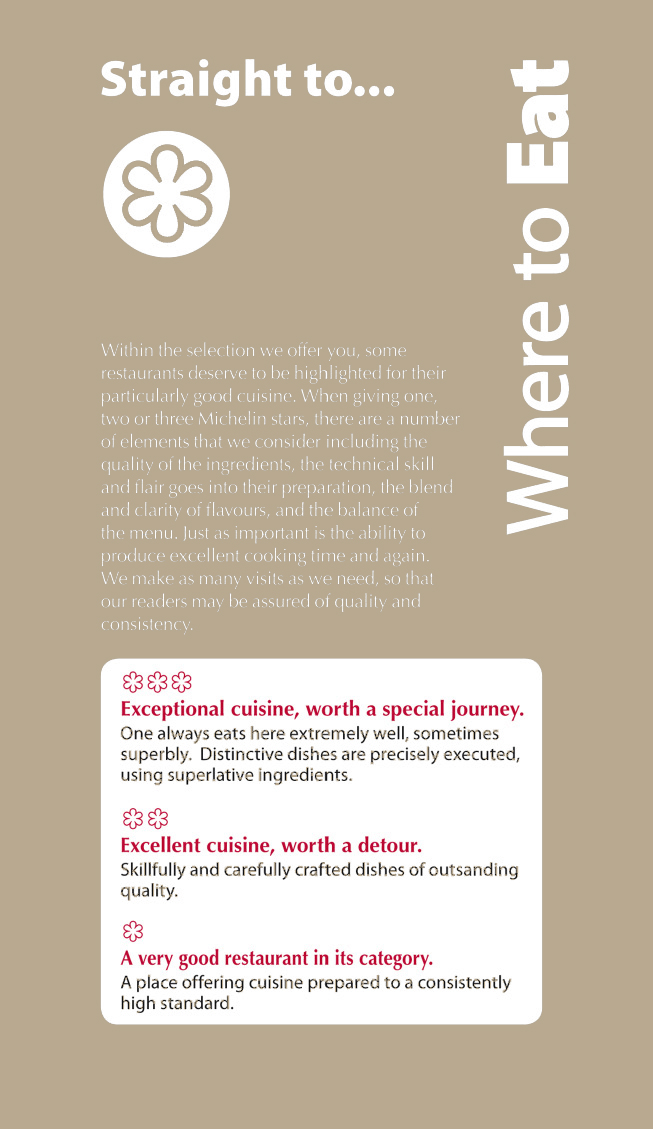 Straight to...
Where to Eat
Within the selection we offer you, some
restaurants deserve to be highlighted for their
particularly good cuisine. When giving one,
two or three Michelin stars, there are a number
of elements that we consider including the
quality of the ingredients, the technical skill
and flair goes into their preparation, the blend
and clarity of flavours, and the balance of
the menu. Just as important is the ability to
produce excellent cooking time and again.
We make as many visits as we need, so that
our readers may be assured of quality and
consistency.
Exceptional cuisine, worth a special journey.
One always eats here extremely well, sometimes
superbly. Distinctive dishes are precisely executed,
using superlative ingredients.
Excellent cuisine, worth a detour.
Skillfully and carefully crafted dishes of outsanding
quality.
A very good restaurant in its category.
A place offering cuisine prepared to a consistently
high standard.